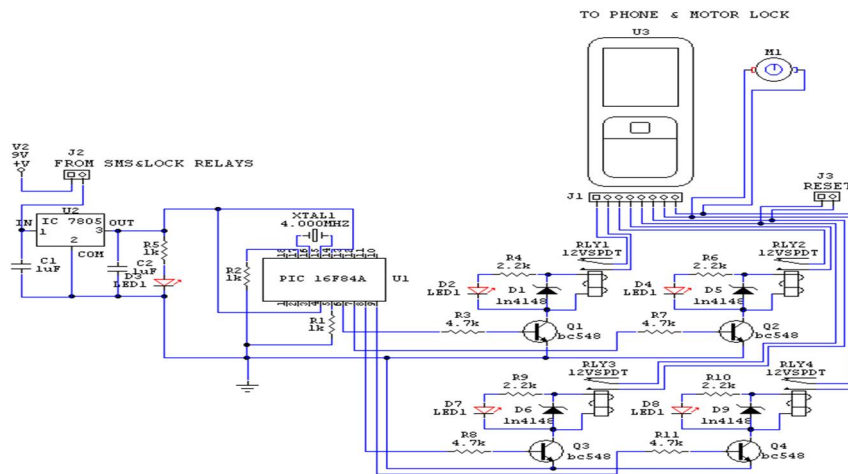 TO PHONE & MOTOR LOCK
U3
M1
V2
9V
+V
J2
FROM SMS&LOCK RELAYS
J3
RESET
J1
U2
IN
IC 7805
OUT
1
3
2
COM
XTAL1
4.000MHZ
R5
1k
C1
1uF
C2
1uF
D3
LED1
R2
1k
PIC 16F84A
U1
R1
1k
RLY1
12VSPDT
R4
2.2k
D2
LED1
D1
1n4148
R3
4.7k
Q1
bc548
RLY2
12VSPDT
R6
2.2k
D4
LED1
D5
1n4148
R7
4.7k
Q2
bc548
RLY3
12VSPDT
R9
2.2k
D7
LED1
D6
1n4148
R8
4.7k
Q3
bc548
RLY4
12VSPDT
R10
2.2k
D8
LED1
D9
1n4148
R11
4.7k
Q4
bc548